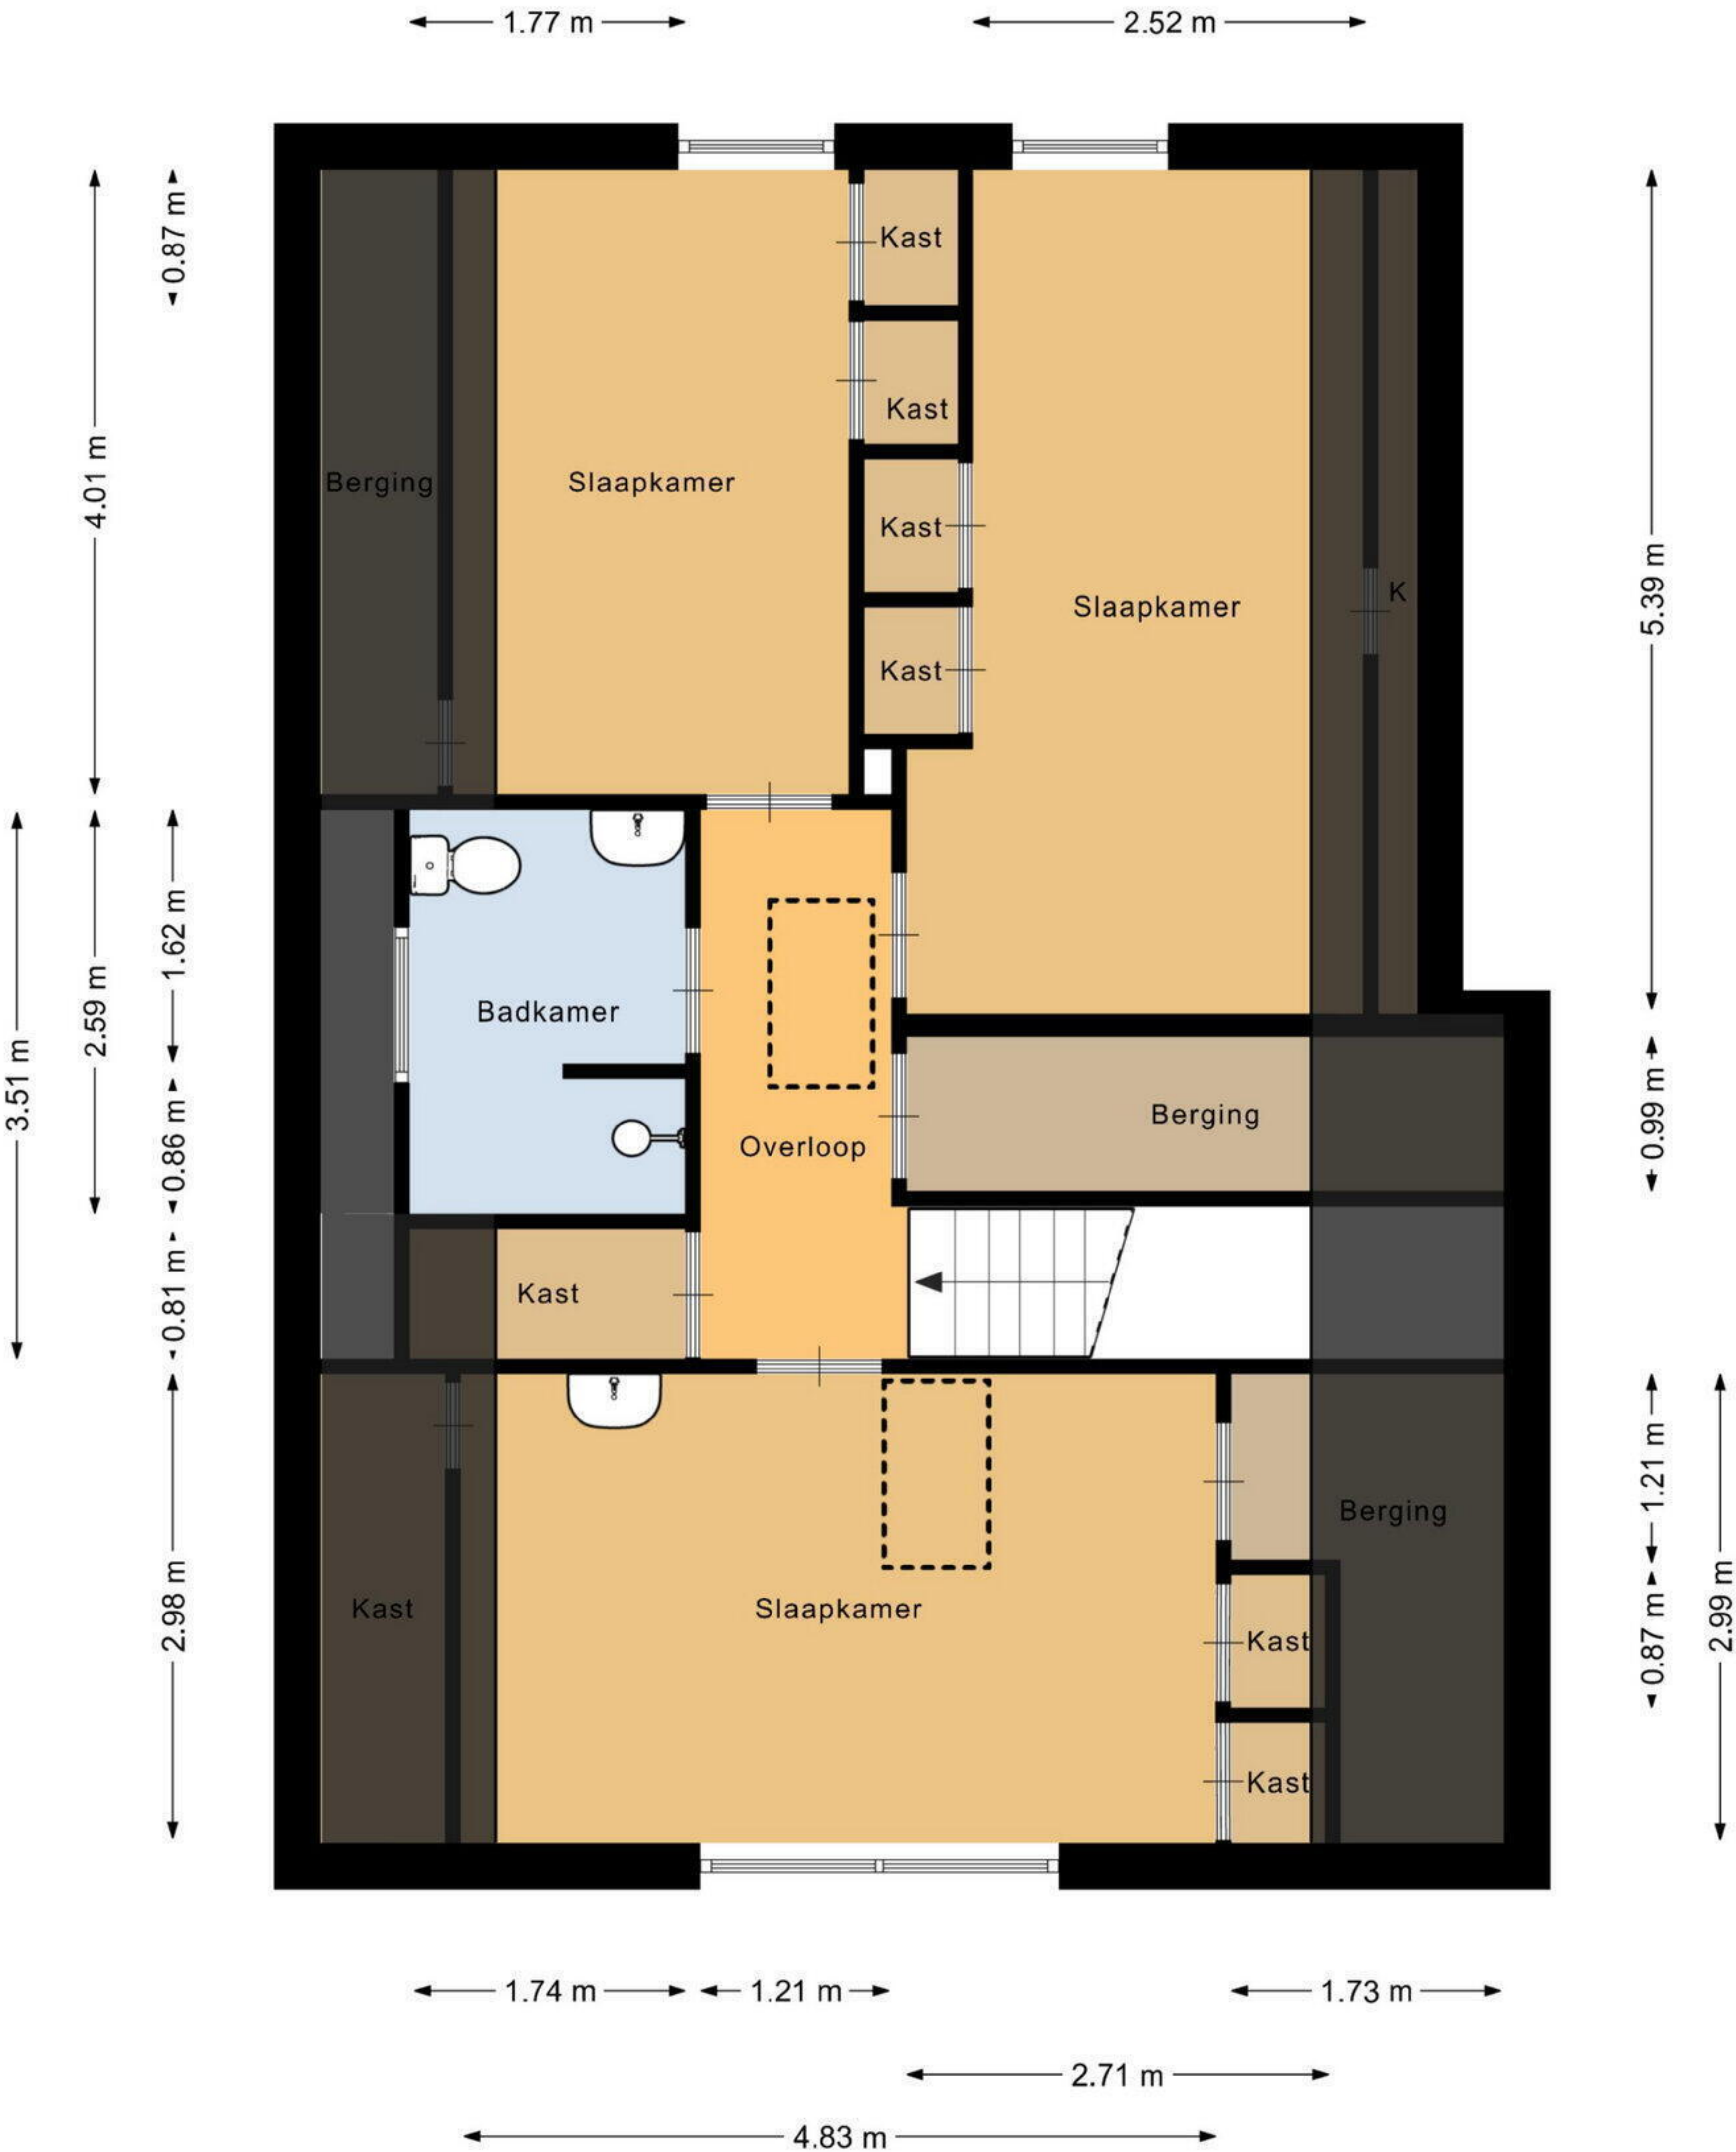 1.77 m
2.52 m
0.87 m
4.01 m
5.39 m
Kast
Kast
Berging
Slaapkamer
Kast
K
Slaapkamer
Kast
1.62 m
2.59 m
3.51 m
Badkamer
0.99 m
0.86 m
Berging
Overloop
0.81 m
Kast
1.21 m
Berging
2.98 m
Kast
Slaapkamer
Kast
0.87 m
2.99 m
Kast
1.74 m
1.21 m
1.73 m
2.71 m
4.83 m